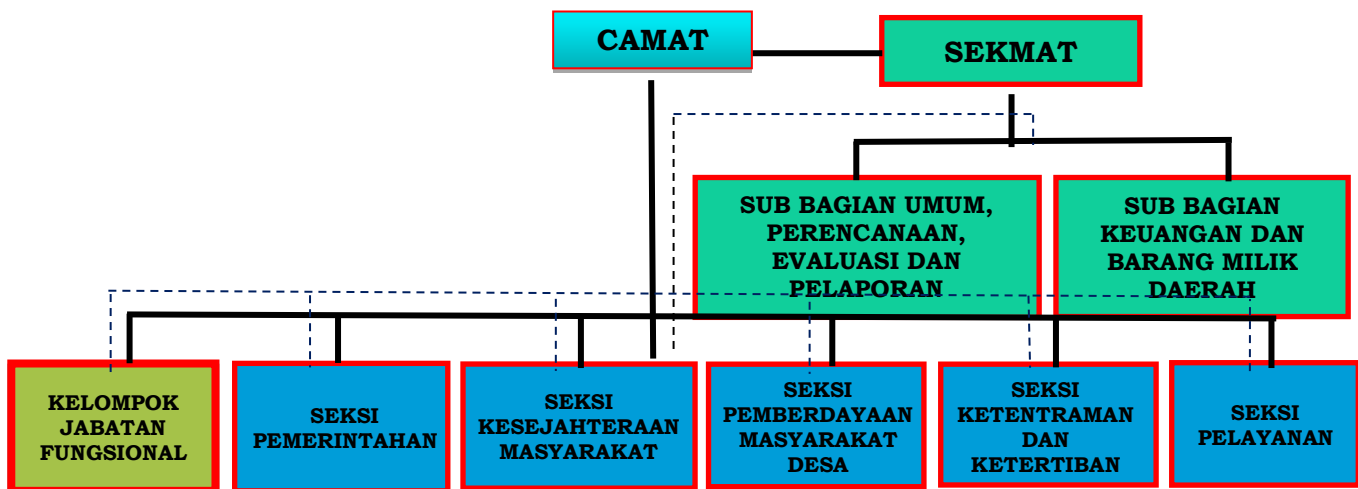 CAMAT
SEKMAT
SUB BAGIAN UMUM,
PERENCANAAN,
EVALUASI DAN
PELAPORAN
SUB BAGIAN
KEUANGAN DAN
BARANG MILIK
DAERAH
KELOMPOK
JABATAN
FUNGSIONAL
SEKSI
PEMERINTAHAN
SEKSI
KESEJAHTERAAN
MASYARAKAT
SEKSI
PEMBERDAYAAN
MASYARAKAT
DESA
SEKSI
KETENTRAMAN
DAN
KETERTIBAN
SEKSI
PELAYANAN